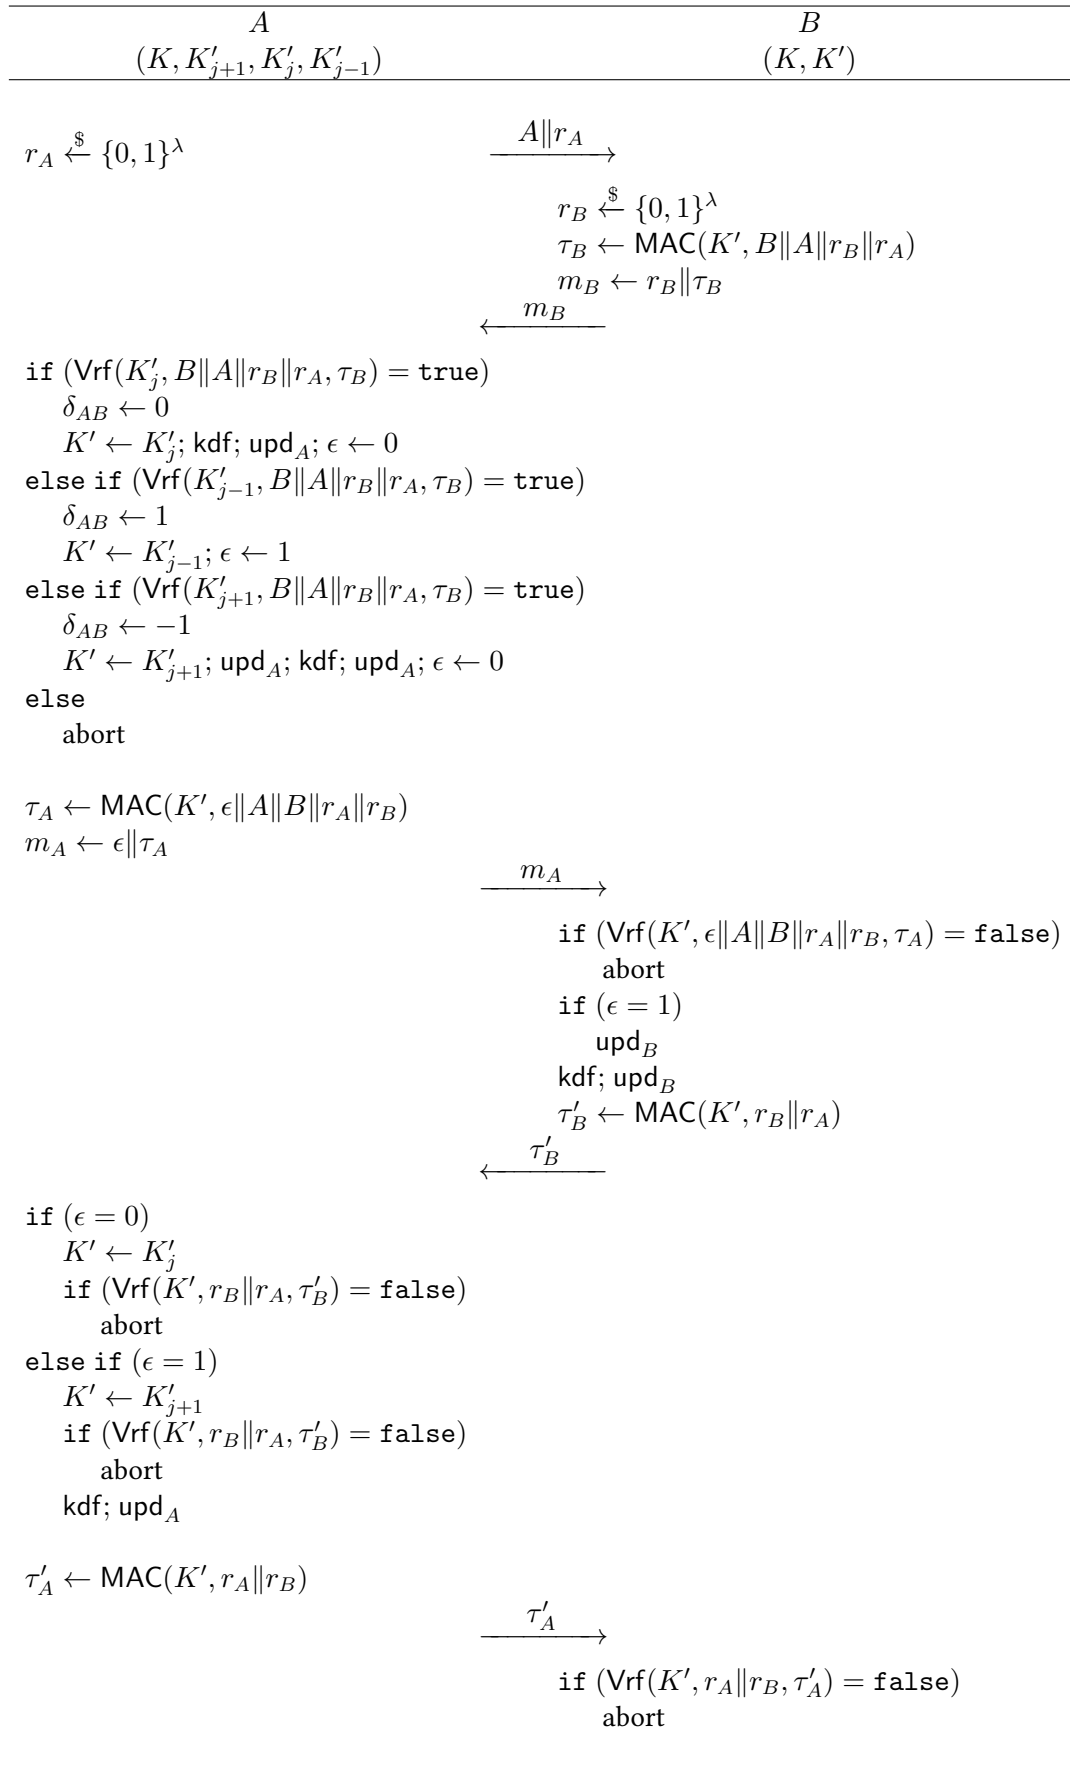 A B
(K, K′ⱼ₊₁, K′ⱼ, K′ⱼ₋₁) (K, K′)
r_A ←$ {0, 1}^λ A∥r_A
r_B ←$ {0, 1}^λ
τ_B ← MAC(K′, B∥A∥r_B∥r_A)
m_B ← r_B∥τ_B
m_B
if (Vrf(K′_j, B∥A∥r_B∥r_A, τ_B) = true)
δ_AB ← 0
K′ ← K′_j; kdf; upd_A; ϵ ← 0
else if (Vrf(K′_{j−1}, B∥A∥r_B∥r_A, τ_B) = true)
δ_AB ← 1
K′ ← K′_{j−1}; ϵ ← 1
else if (Vrf(K′_{j+1}, B∥A∥r_B∥r_A, τ_B) = true)
δ_AB ← −1
K′ ← K′_{j+1}; upd_A; kdf; upd_A; ϵ ← 0
else
abort
τ_A ← MAC(K′, ϵ∥A∥B∥r_A∥r_B)
m_A ← ϵ∥τ_A
m_A
if (Vrf(K′, ϵ∥A∥B∥r_A∥r_B, τ_A) = false)
abort
if (ϵ = 1)
upd_B
kdf; upd_B
τ′_B ← MAC(K′, r_B∥r_A)
τ′_B
if (ϵ = 0)
K′ ← K′_j
if (Vrf(K′, r_B∥r_A, τ′_B) = false)
abort
else if (ϵ = 1)
K′ ← K′_{j+1}
if (Vrf(K′, r_B∥r_A, τ′_B) = false)
abort
kdf; upd_A
τ′_A ← MAC(K′, r_A∥r_B)
τ′_A
if (Vrf(K′, r_A∥r_B, τ′_A) = false)
abort